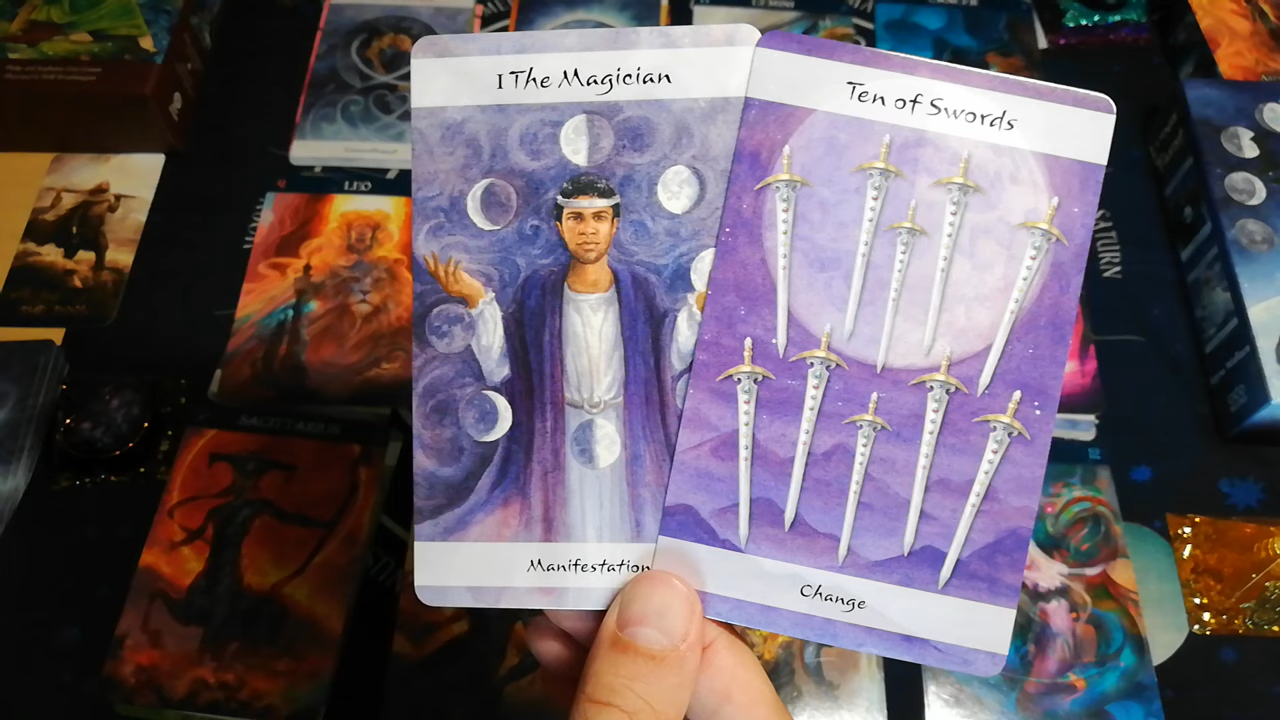 I The Magician
Ten of Swords
LEO
SATURN
SAGITTARIUS
Manifestation
Change